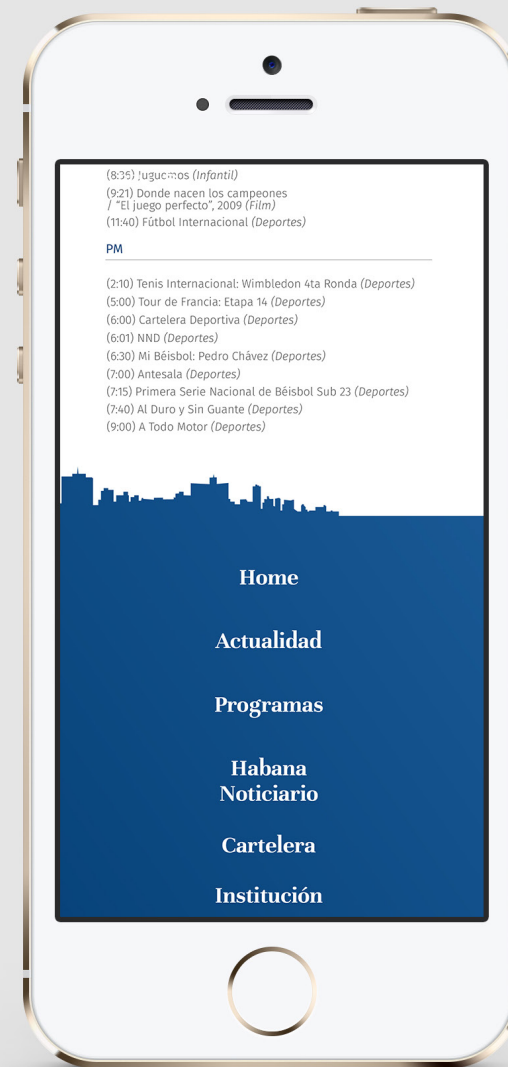 (8:35) Juguemos (Infantil)
(9:21) Donde nacen los campeones
/ “El juego perfecto”, 2009 (Film)
(11:40) Fútbol Internacional (Deportes)
PM
(2:10) Tenis Internacional: Wimbledon 4ta Ronda (Deportes)
(5:00) Tour de Francia: Etapa 14 (Deportes)
(6:00) Cartelera Deportiva (Deportes)
(6:01) NND (Deportes)
(6:30) Mi Béisbol: Pedro Chávez (Deportes)
(7:00) Antesala (Deportes)
(7:15) Primera Serie Nacional de Béisbol Sub 23 (Deportes)
(7:40) Al Duro y Sin Guante (Deportes)
(9:00) A Todo Motor (Deportes)
Home
Actualidad
Programas
Habana
Noticiario
Cartelera
Institución